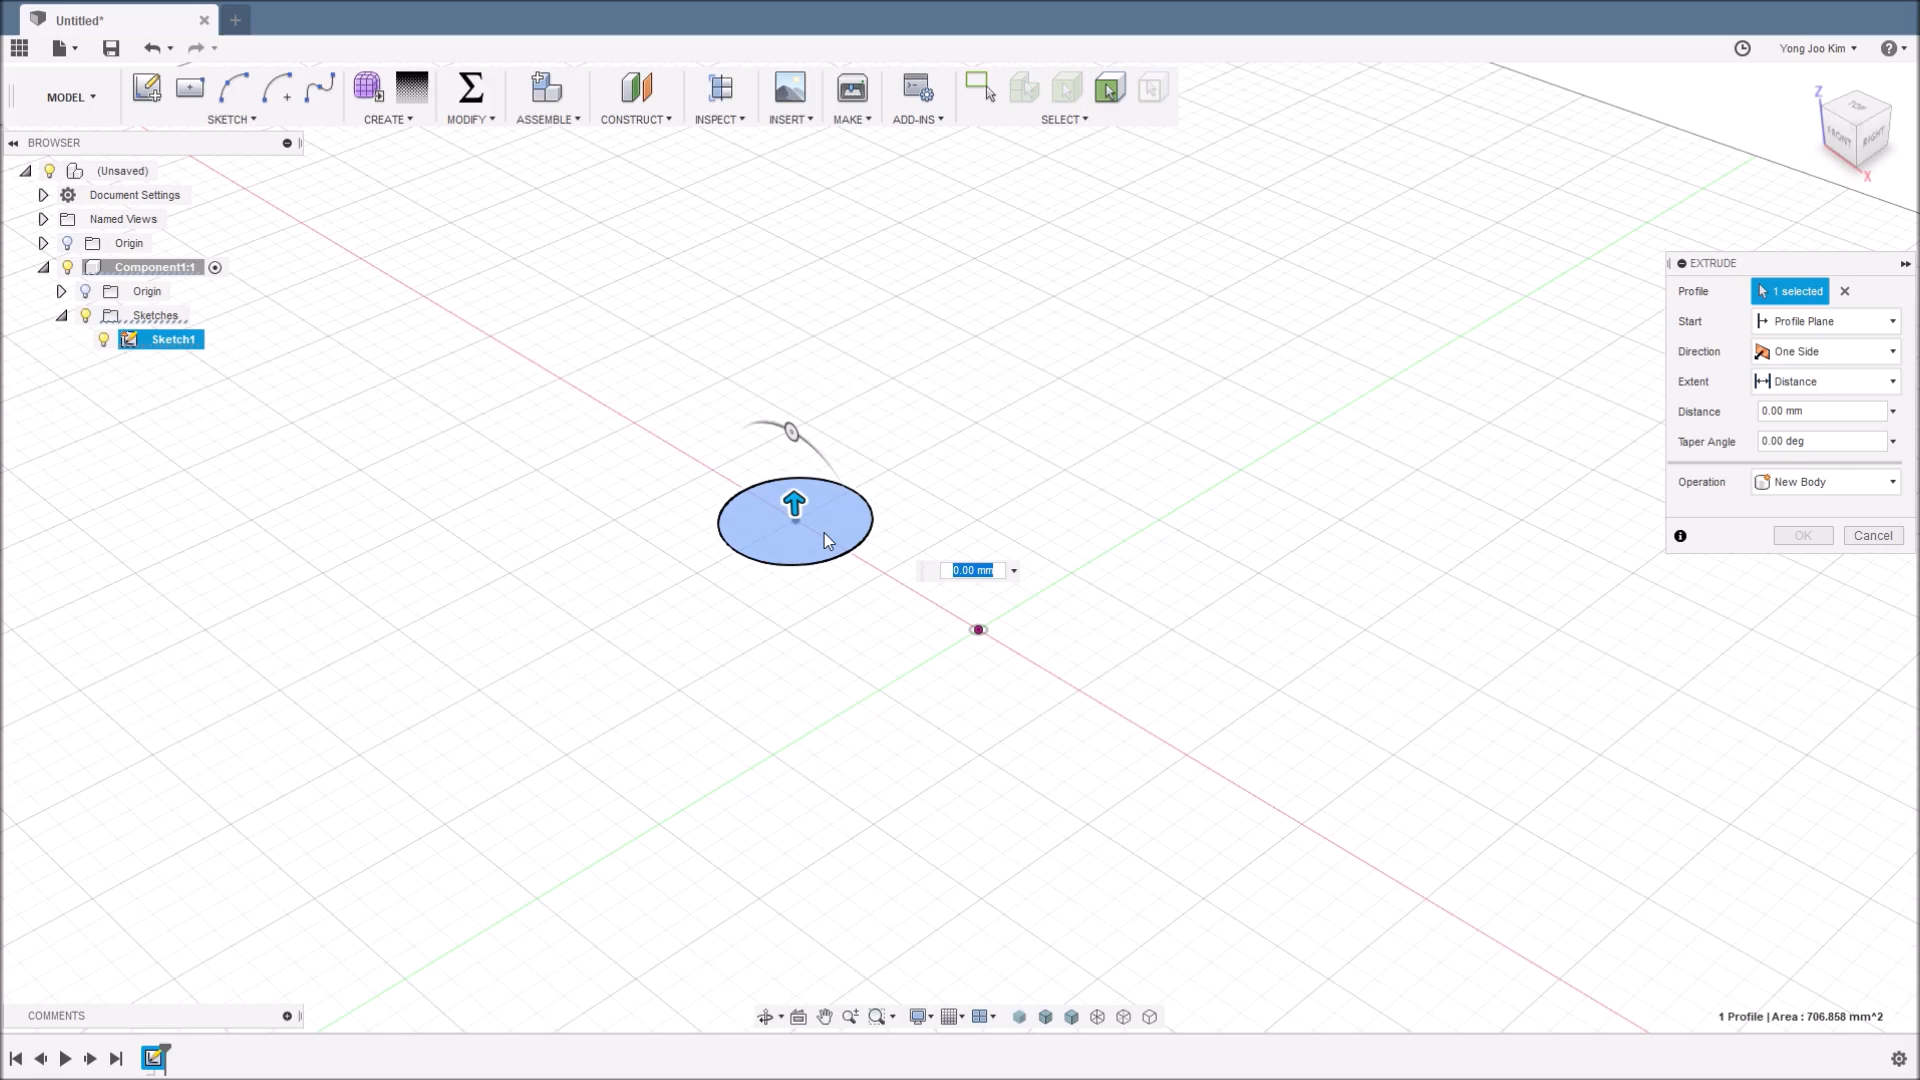 Untitled*
Yong Joo Kim
MODEL
SKETCH
CREATE
MODIFY
ASSEMBLE
CONSTRUCT
INSPECT
INSERT
MAKE
ADD-INS
SELECT
Z
TOP
FRONT
RIGHT
X
BROWSER
(Unsaved)
Document Settings
Named Views
Origin
Component1:1
Origin
Sketches
Sketch1
EXTRUDE
Profile 1 selected
Start Profile Plane
Direction One Side
Extent Distance
Distance 0.00 mm
Taper Angle 0.00 deg
Operation New Body
OK Cancel
0.00 mm
COMMENTS
1 Profile | Area : 706.858 mm^2